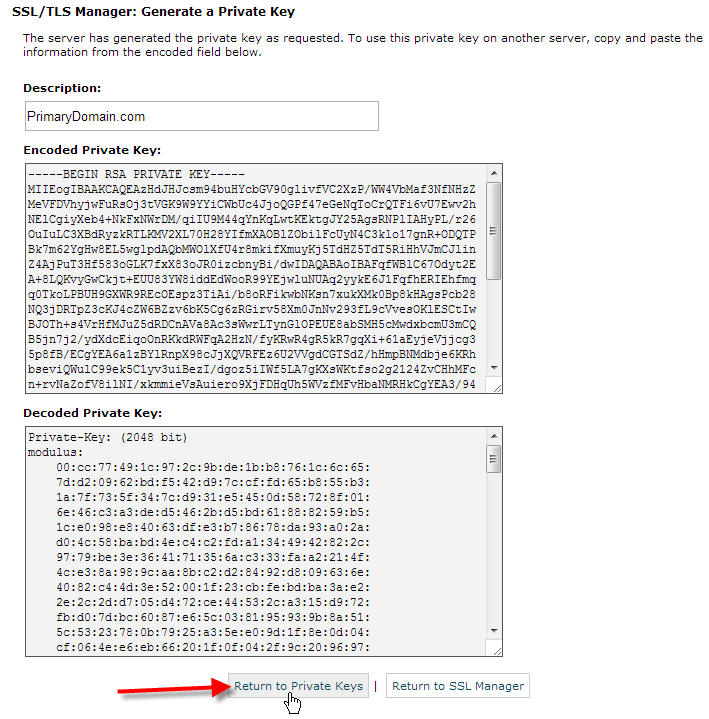 SSL/TLS Manager: Generate a Private Key
The server has generated the private key as requested. To use this private key on another server, copy and paste the
information from the encoded field below.
Description:
PrimaryDomain.com
Encoded Private Key:
-----BEGIN RSA PRIVATE KEY-----
MIIEogIBAAKCAQEAzHdJHJcsm94buHYcbGV90glivfVC2XzP/WW4VbMaf3NfNHzZ
MeVFDVhyjwFuRsOj3tVGK9W9YYiCWbUc4JjoQGPf47eGeNqToCrQTFi6vU7Ewv2h
NElCgiyXeb4+NkFxNWrDM/qiIU9M44qYnKqLwtKEktgJY25AgsRNPlIAHyPL/r26
OuIuLC3XBdRyzkRTLKMV2XL70H28YIfmXAOBlZObilFcUyN4C3klo17gnR+ODQTP
Bk7m62YgHw8EL5wglpdAQbMWOlXfU4r8mkifXmuyKj5TdHZ5TdT5RiHhVJmCJlin
Z4AjPuT3Hf583oGLK7fxX83oJR0izcbnyBi/dwIDAQABAoIBAFqfWBlC67Odyt2E
A+8LQKvyGwCkjt+EUU83YW8iddEdWooR99YEjwluNUAq2yykE6J1FqfhERIEhfmq
q0TkoLPBUH9GXWR9REcOEspz3TiAi/b8oRFikwbNKsn7xukXMk0Bp8kHAgsPcb28
NQ3jDRTpZ3cKJ4cZW6BZzv6bK5Cg6zRGirv58Xm0JnNv293fL9cVvesOKlESCtIw
BJOTh+s4VrHfMJuZ5dRDCnAVa8Ac3sWwrLTynGlOPEUE8abSMH5cMwdxbcmU3mCQ
B5jn7j2/ydXdcEiqoOnRKkdRWFqA2HzN/fyKRwR4gR5kR7gqXi+61aEyjeVjjcg3
5p8fB/ECgYEA6a1zBYlRnpX98cJjXQVRFEz6U2VVgdCGTSdZ/hHmpBNMdbje6KRh
bseviQWulC99ek5C1yv3uiBezI/dgoz5iIWf5LA7gKXsWKtfso2g2124ZvCHhMFc
n+rvNaZofV8ilNI/xkmmieVsAuiero9XjFDHqUh5WVzfMFvHbaNMRHkCgYEA3/94
Decoded Private Key:
Private-Key: (2048 bit)
modulus:
00:cc:77:49:1c:97:2c:9b:de:1b:b8:76:1c:6c:65:
7d:d2:09:62:bd:f5:42:d9:7c:cf:fd:65:b8:55:b3:
1a:7f:73:5f:34:7c:d9:31:e5:45:0d:58:72:8f:01:
6e:46:c3:a3:de:d5:46:2b:d5:bd:61:88:82:59:b5:
1c:e0:98:e8:40:63:df:e3:b7:86:78:da:93:a0:2a:
d0:4c:58:ba:bd:4e:c4:c2:fd:a1:34:49:42:82:2c:
97:79:be:3e:36:41:71:35:6a:c3:33:fa:a2:21:4f:
4c:e3:8a:98:9c:aa:8b:c2:d2:84:92:d8:09:63:6e:
40:82:c4:4d:3e:52:00:1f:23:cb:fe:bd:ba:3a:e2:
2e:2c:2d:d7:05:d4:72:ce:44:53:2c:a3:15:d9:72:
fb:d0:7d:bc:60:87:e6:5c:03:81:95:93:9b:8a:51:
5c:53:23:78:0b:79:25:a3:5e:e0:9d:1f:8e:0d:04:
cf:06:4e:e6:eb:66:20:1f:0f:04:2f:9c:20:96:97:
Return to Private Keys | Return to SSL Manager